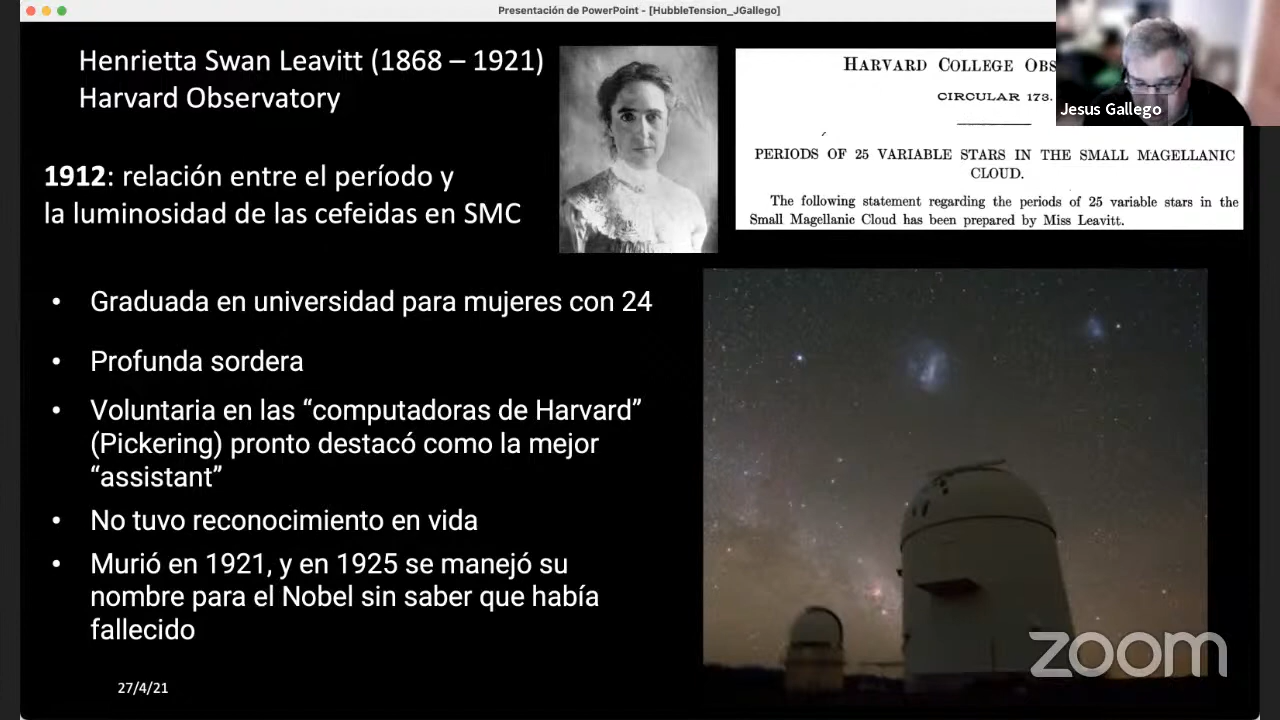 Presentación de PowerPoint - [HubbleTension_JGallego]
Henrietta Swan Leavitt (1868 – 1921)
Harvard Observatory
1912: relación entre el período y
la luminosidad de las cefeidas en SMC
HARVARD COLLEGE
CIRCULAR 173.
PERIODS OF 25 VARIABLE STARS IN THE SMALL MAGELLANIC
CLOUD.
The following statement regarding the periods of 25 variable stars in the
Small Magellanic Cloud has been prepared by Miss Leavitt.
Jesus Gallego
• Graduada en universidad para mujeres con 24
• Profunda sordera
• Voluntaria en las “computadoras de Harvard”
(Pickering) pronto destacó como la mejor
“assistant”
• No tuvo reconocimiento en vida
• Murió en 1921, y en 1925 se manejó su
nombre para el Nobel sin saber que había
fallecido
27/4/21
zoom